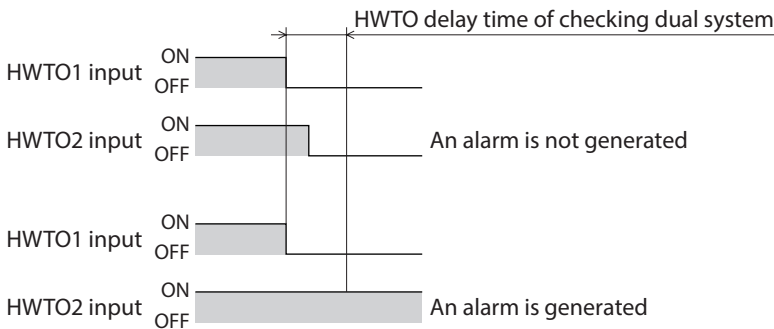 HWTO delay time of checking dual system
HWTO1 input ON
OFF
HWTO2 input ON
OFF An alarm is not generated
HWTO1 input ON
OFF
HWTO2 input ON
OFF An alarm is generated